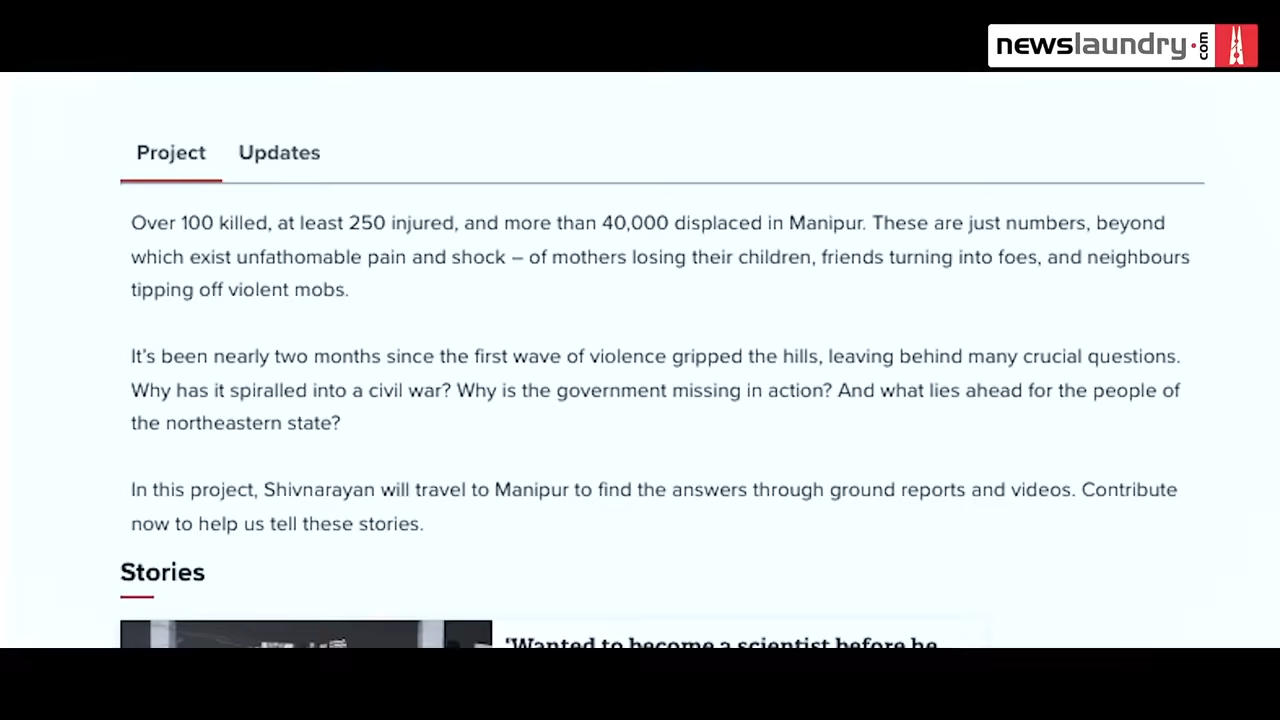 newslaundry.com
Project Updates
Over 100 killed, at least 250 injured, and more than 40,000 displaced in Manipur. These are just numbers, beyond
which exist unfathomable pain and shock – of mothers losing their children, friends turning into foes, and neighbours
tipping off violent mobs.
It's been nearly two months since the first wave of violence gripped the hills, leaving behind many crucial questions.
Why has it spiralled into a civil war? Why is the government missing in action? And what lies ahead for the people of
the northeastern state?
In this project, Shivnarayan will travel to Manipur to find the answers through ground reports and videos. Contribute
now to help us tell these stories.
Stories
'Wanted to become a scientist before he